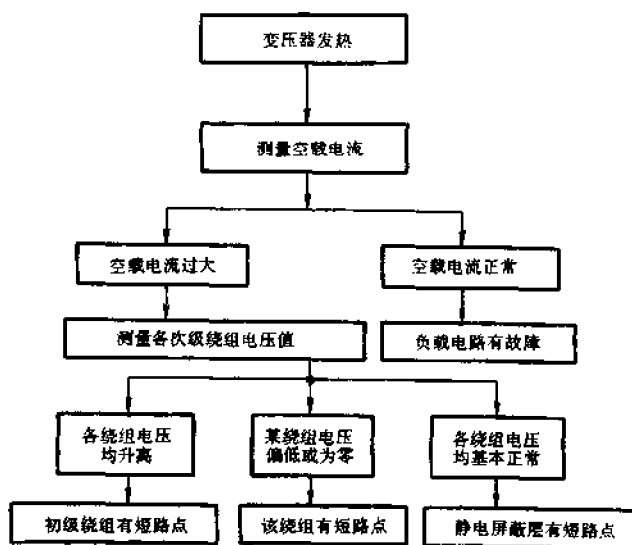 变压器发热
测量空载电流
空载电流过大
空载电流正常
测量各次级绕组电压值
负载电路有故障
各绕组电压
均升高
某绕组电压
偏低或为零
各绕组电压
均基本正常
初级绕组有短路点
该绕组有短路点
静电屏蔽层有短路点